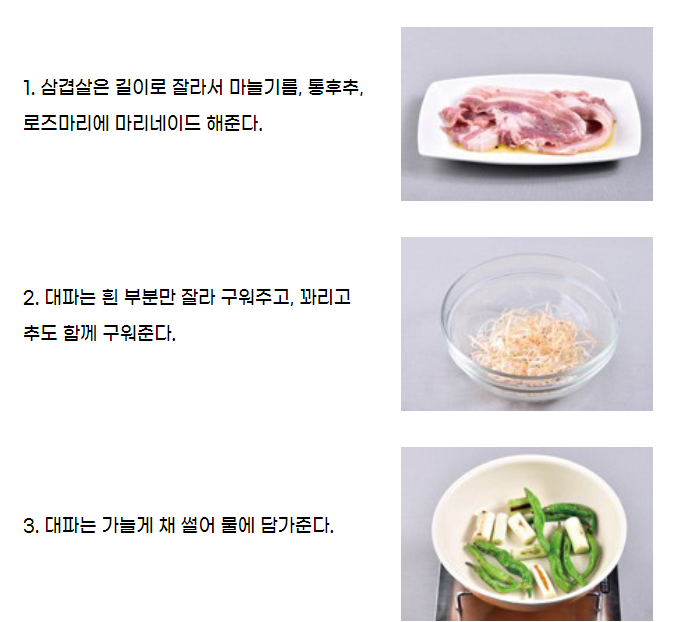 1. 삼겹살은 길이로 잘라서 마늘기름, 통후추,
로즈마리에 마리네이드 해준다.
2. 대파는 흰 부분만 잘라 구워주고, 꽈리고
추도 함께 구워준다.
3. 대파는 가늘게 채 썰어 물에 담가준다.